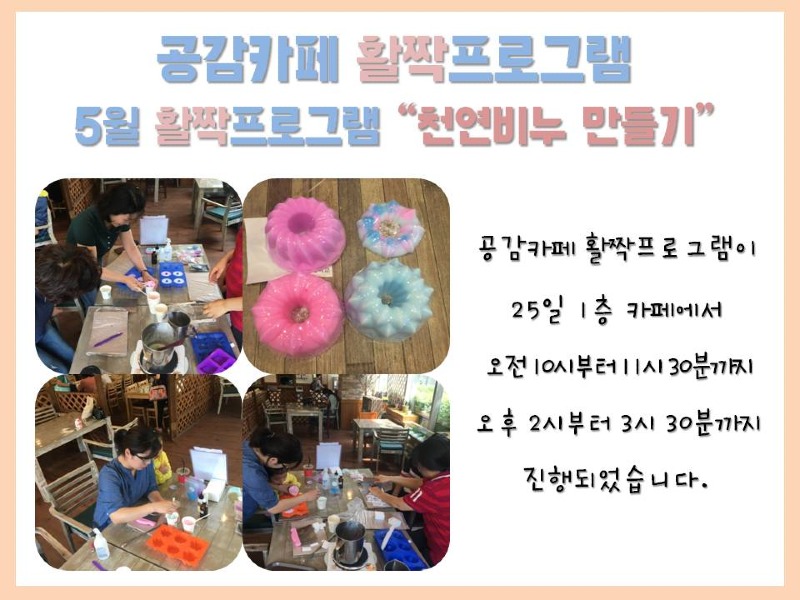 공감카페 활짝프로그램
5월 활짝프로그램 “천연비누 만들기”
공감카페 활짝프로그램이
25일 1층 카페에서
오전10시부터11시30분까지
오후 2시부터 3시 30분까지
진행되었습니다.